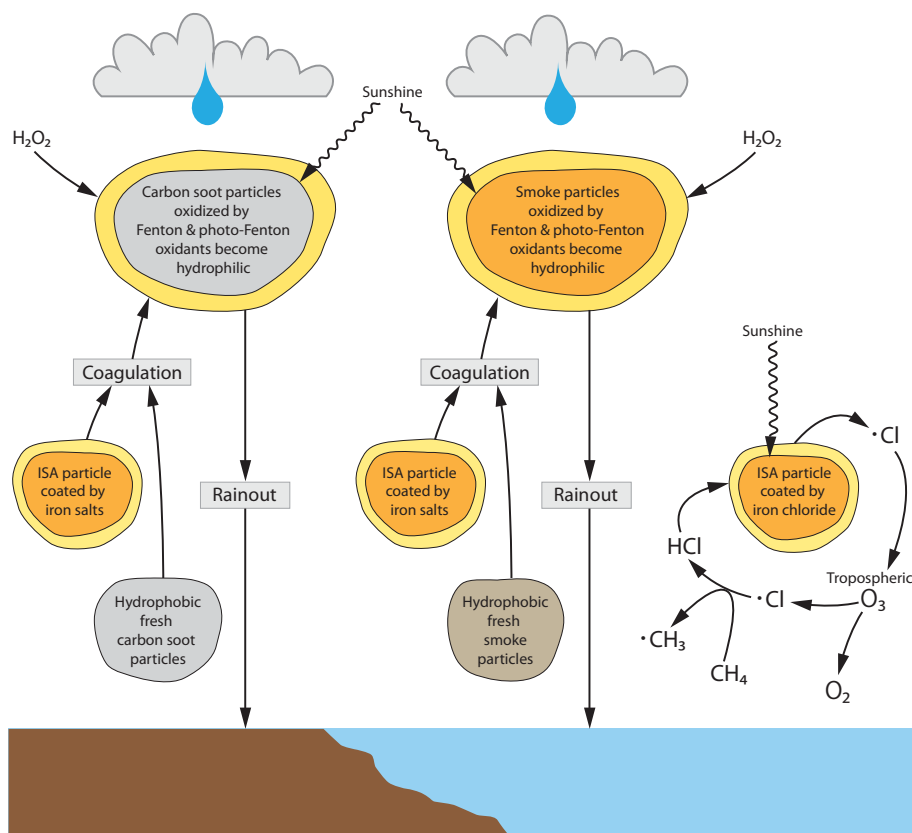 Sunshine
H₂O₂
H₂O₂
Carbon soot particles
oxidized by
Fenton & photo-Fenton
oxidants become
hydrophilic
Smoke particles
oxidized by
Fenton & photo-Fenton
oxidants become
hydrophilic
Sunshine
Coagulation
Coagulation
ISA particle
coated by
iron salts
ISA particle
coated by
iron salts
·Cl
ISA particle
coated by
iron chloride
Rainout
Rainout
HCl
Tropospheric
O₃
·Cl
Hydrophobic
fresh
carbon soot
particles
Hydrophobic
fresh
smoke
particles
·CH₃
CH₄
O₂